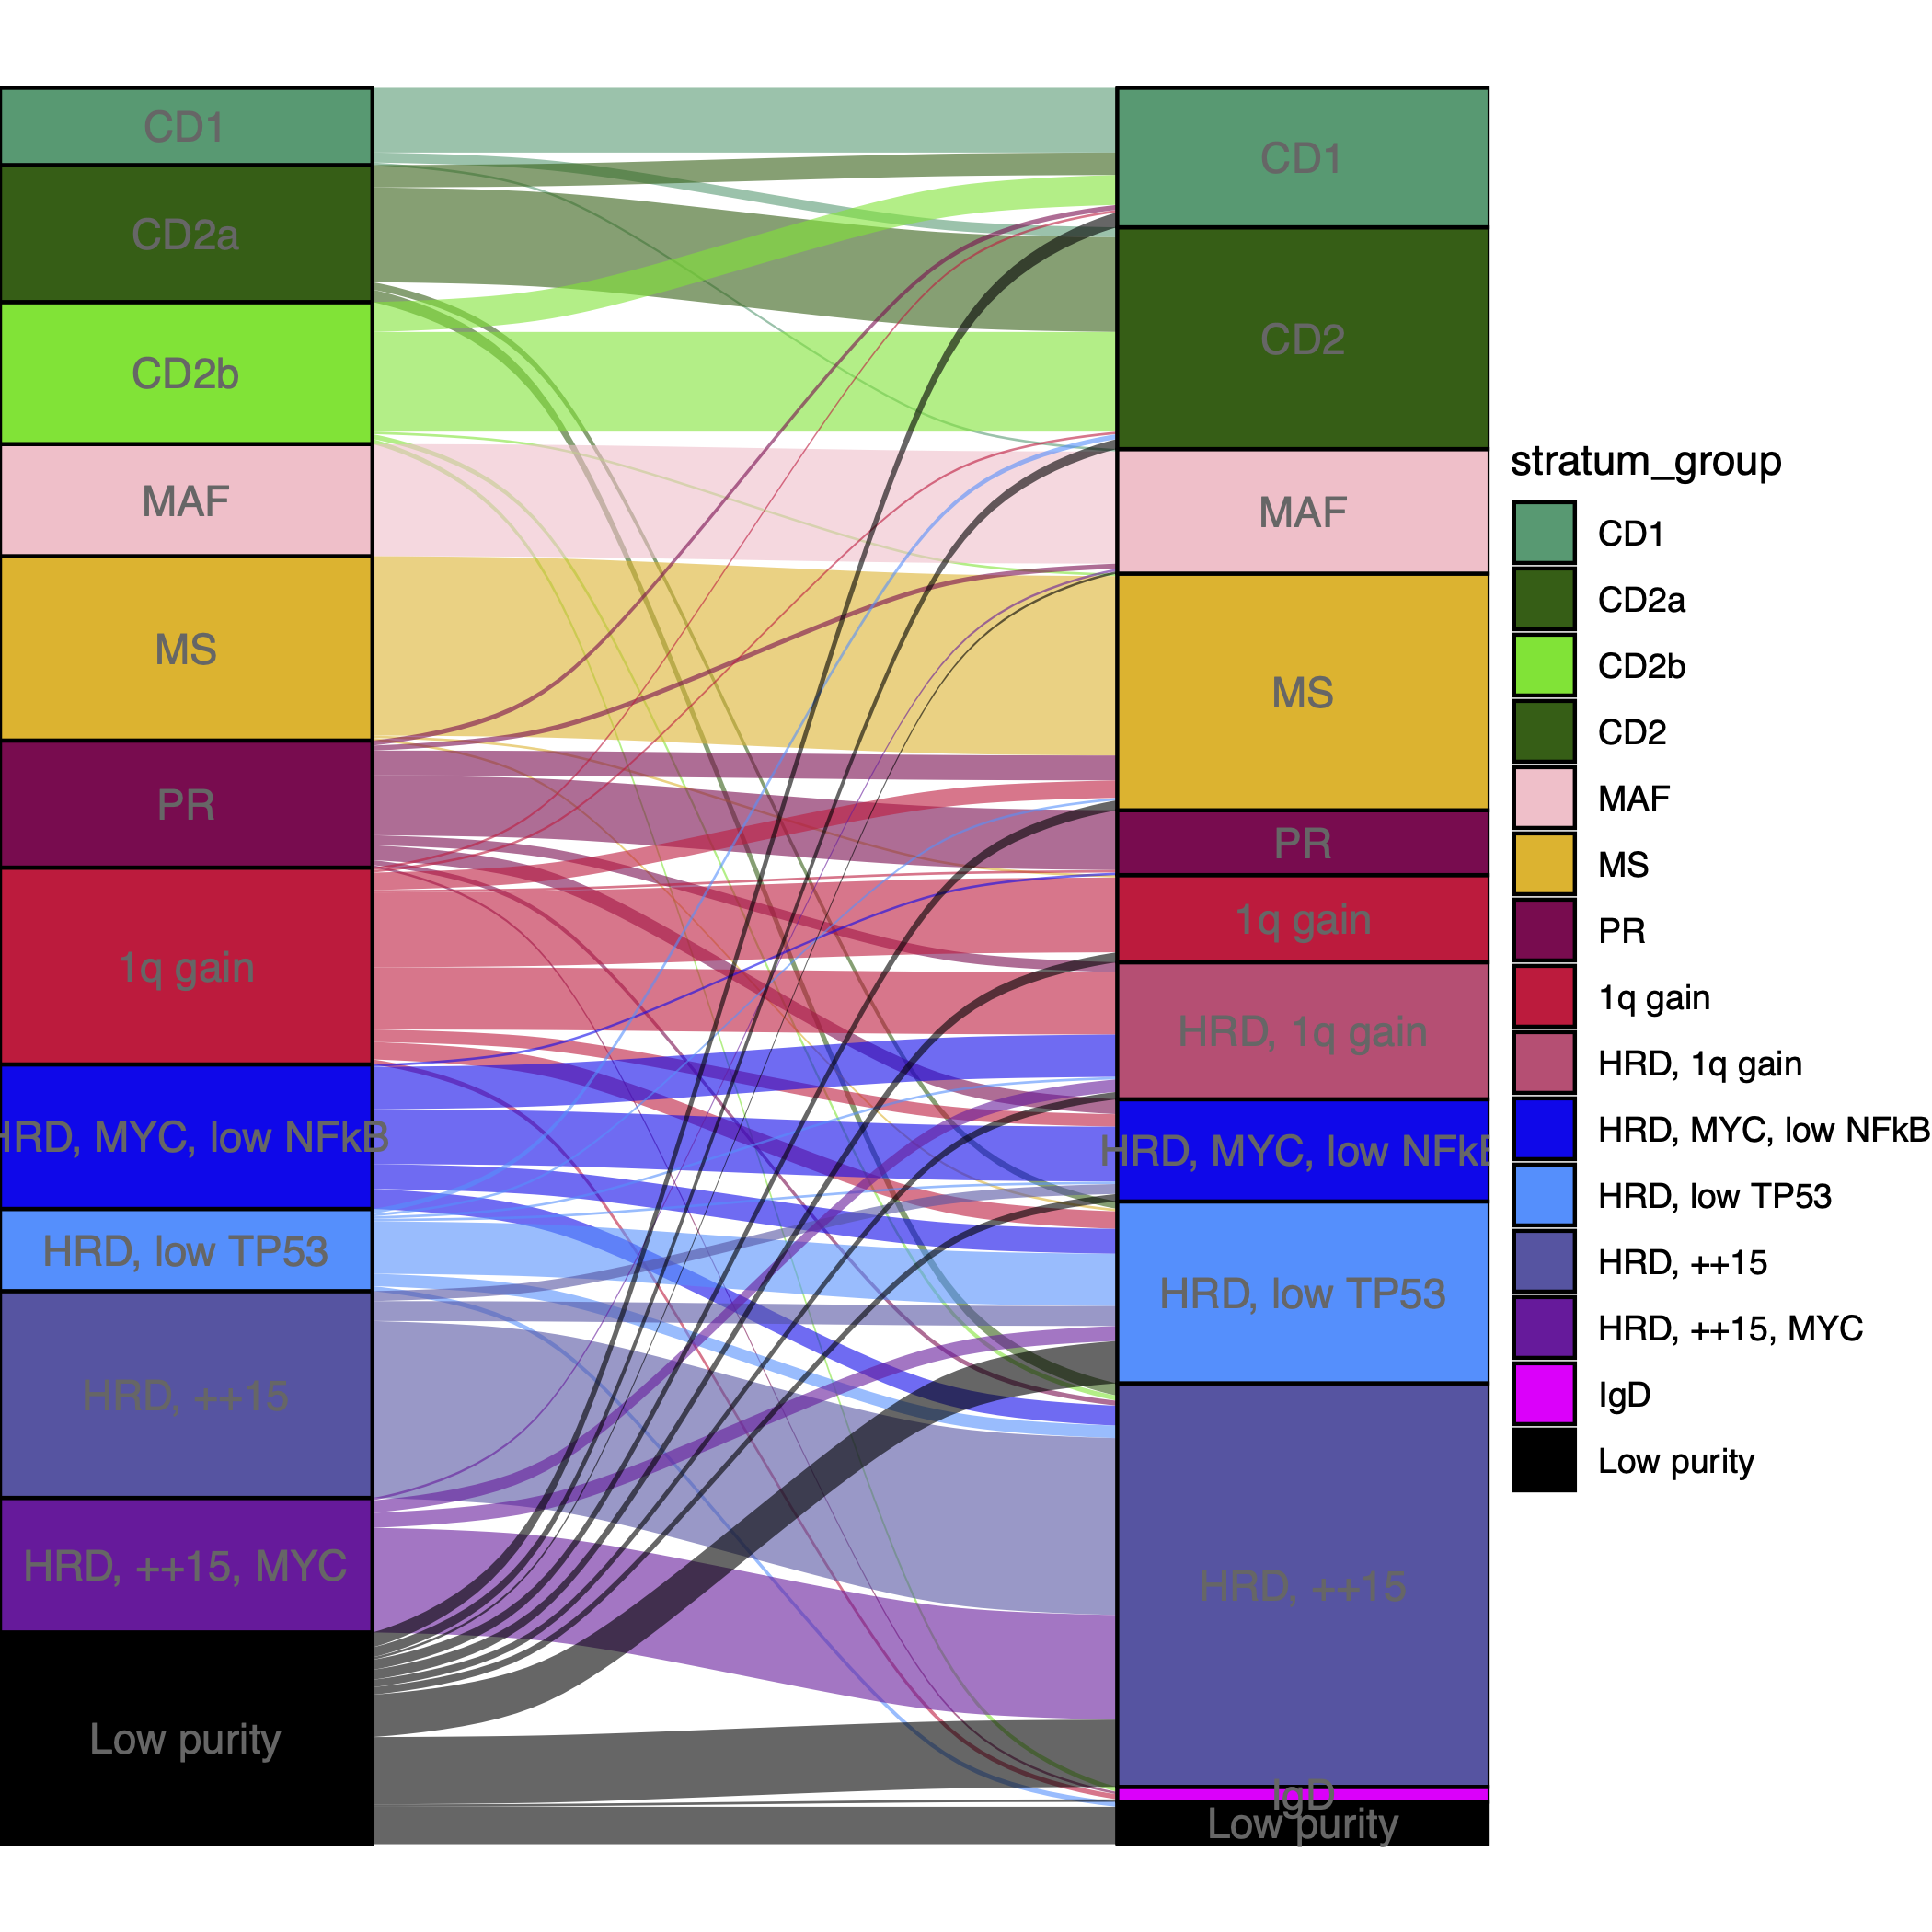 CD1
CD2a
CD2b
MAF
MS
PR
1q gain
HRD, MYC, low NFkB
HRD, low TP53
HRD, ++15
HRD, ++15, MYC
Low purity
CD1
CD2
MAF
MS
PR
1q gain
HRD, 1q gain
HRD, MYC, low NFkB
HRD, low TP53
HRD, ++15
IgD
Low purity
stratum_group
CD1
CD2a
CD2b
CD2
MAF
MS
PR
1q gain
HRD, 1q gain
HRD, MYC, low NFkB
HRD, low TP53
HRD, ++15
HRD, ++15, MYC
IgD
Low purity